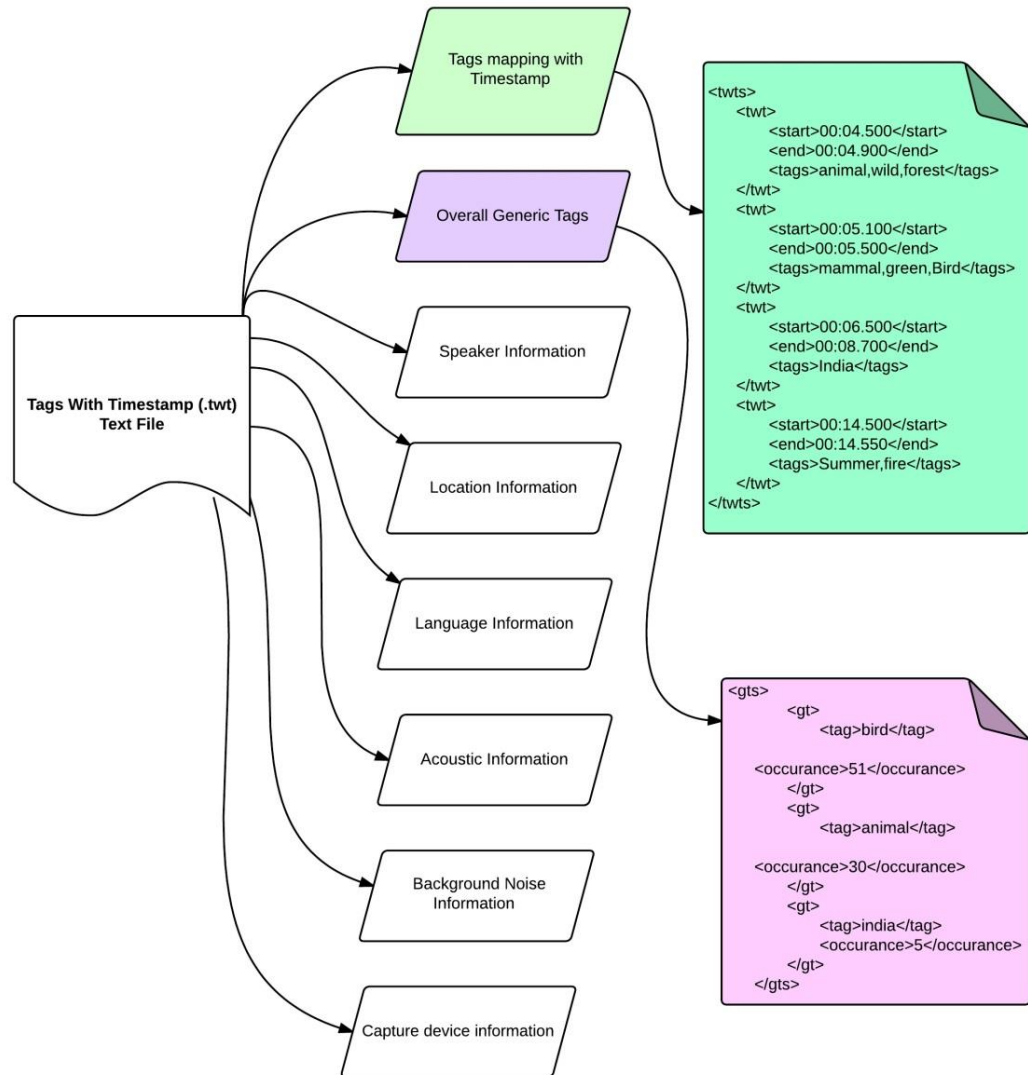 Tags mapping with
Timestamp
Overall Generic Tags
Speaker Information
Tags With Timestamp (.twt)
Text File
Location Information
Language Information
Acoustic Information
Background Noise
Information
Capture device information
<twts>
<twt>
<start>00:04.500</start>
<end>00:04.900</end>
<tags>animal,wild,forest</tags>
</twt>
<twt>
<start>00:05.100</start>
<end>00:05.500</end>
<tags>mammal,green,Bird</tags>
</twt>
<twt>
<start>00:06.500</start>
<end>00:08.700</end>
<tags>India</tags>
</twt>
<twt>
<start>00:14.500</start>
<end>00:14.550</end>
<tags>Summer,fire</tags>
</twt>
</twts>
<gts>
<gt>
<tag>bird</tag>
<occurance>51</occurance>
</gt>
<gt>
<tag>animal</tag>
<occurance>30</occurance>
</gt>
<gt>
<tag>india</tag>
<occurance>5</occurance>
</gt>
</gts>